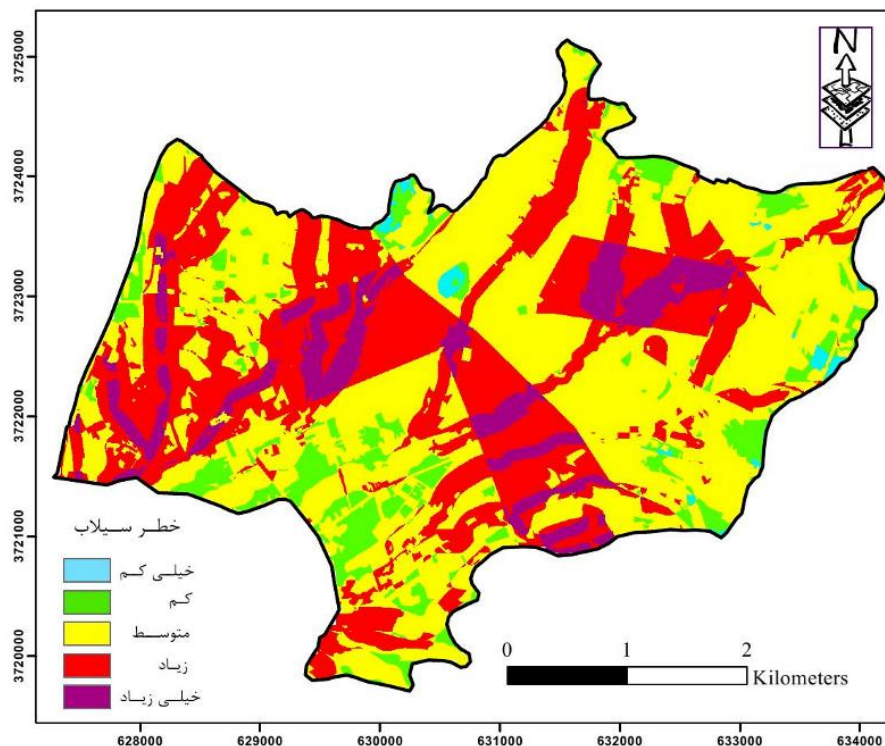 3725000
3724000
3723000
3722000
3721000
3720000
N
خطر سیلاب
خیلی کم
کم
متوسط
زیاد
خیلی زیاد
0 1 2
Kilometers
628000 629000 630000 631000 632000 633000 634000